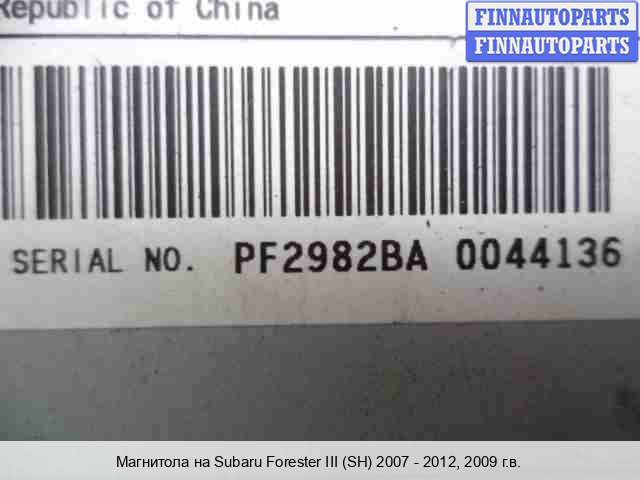 Republic of China
FINNAUTOPARTS
FINNAUTOPARTS
SERIAL NO. PF2982BA 0044136
Магнитола на Subaru Forester III (SH) 2007 - 2012, 2009 г.в.